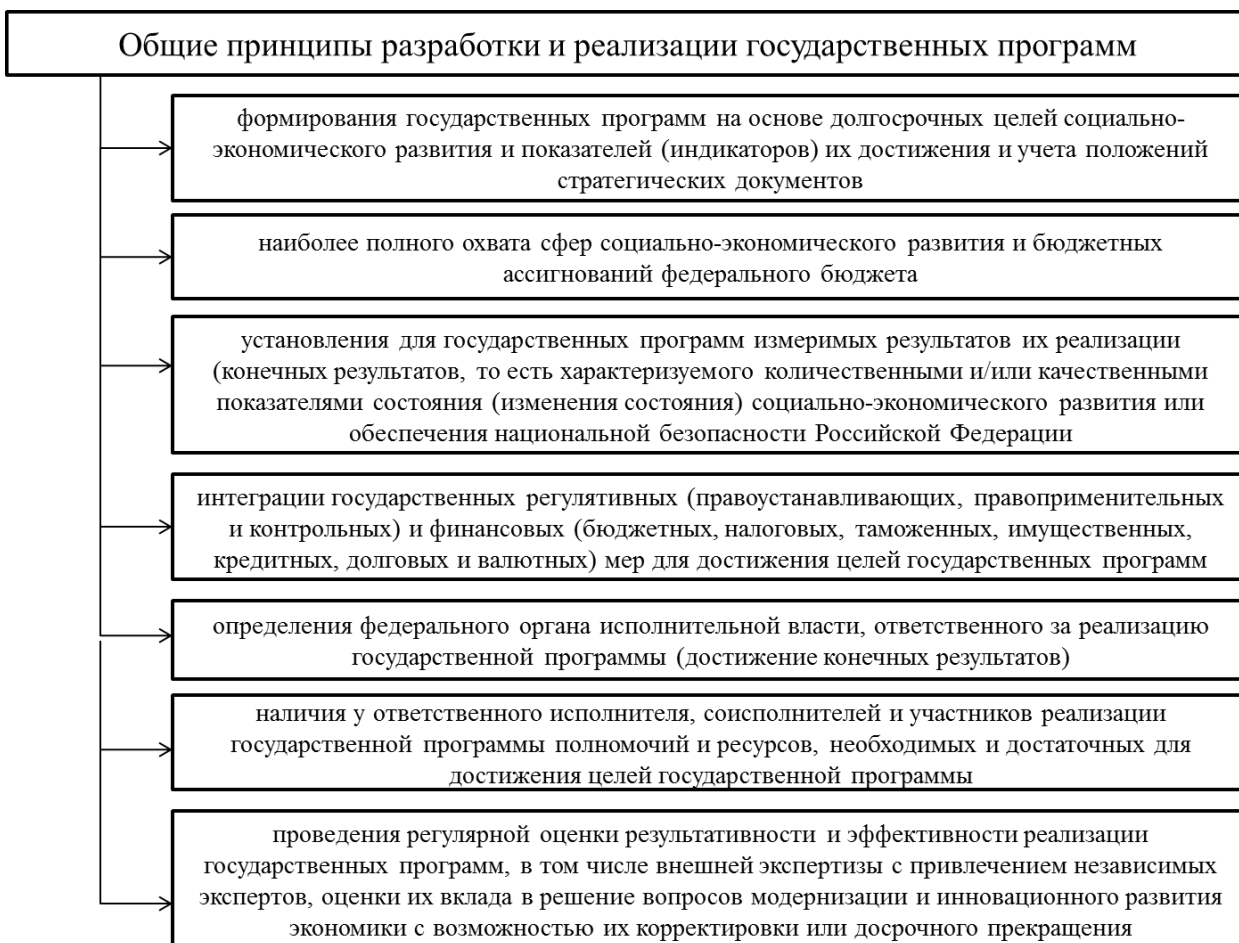 Общие принципы разработки и реализации государственных программ
формирования государственных программ на основе долгосрочных целей социально-
экономического развития и показателей (индикаторов) их достижения и учета положений
стратегических документов
наиболее полного охвата сфер социально-экономического развития и бюджетных
ассигнований федерального бюджета
установления для государственных программ измеримых результатов их реализации
(конечных результатов, то есть характеризуемого количественными и/или качественными
показателями состояния (изменения состояния) социально-экономического развития или
обеспечения национальной безопасности Российской Федерации
интеграции государственных регулятивных (правоустанавливающих, правоприменительных
и контрольных) и финансовых (бюджетных, налоговых, таможенных, имущественных,
кредитных, долговых и валютных) мер для достижения целей государственных программ
определения федерального органа исполнительной власти, ответственного за реализацию
государственной программы (достижение конечных результатов)
наличия у ответственного исполнителя, соисполнителей и участников реализации
государственной программы полномочий и ресурсов, необходимых и достаточных для
достижения целей государственной программы
проведения регулярной оценки результативности и эффективности реализации
государственных программ, в том числе внешней экспертизы с привлечением независимых
экспертов, оценки их вклада в решение вопросов модернизации и инновационного развития
экономики с возможностью их корректировки или досрочного прекращения